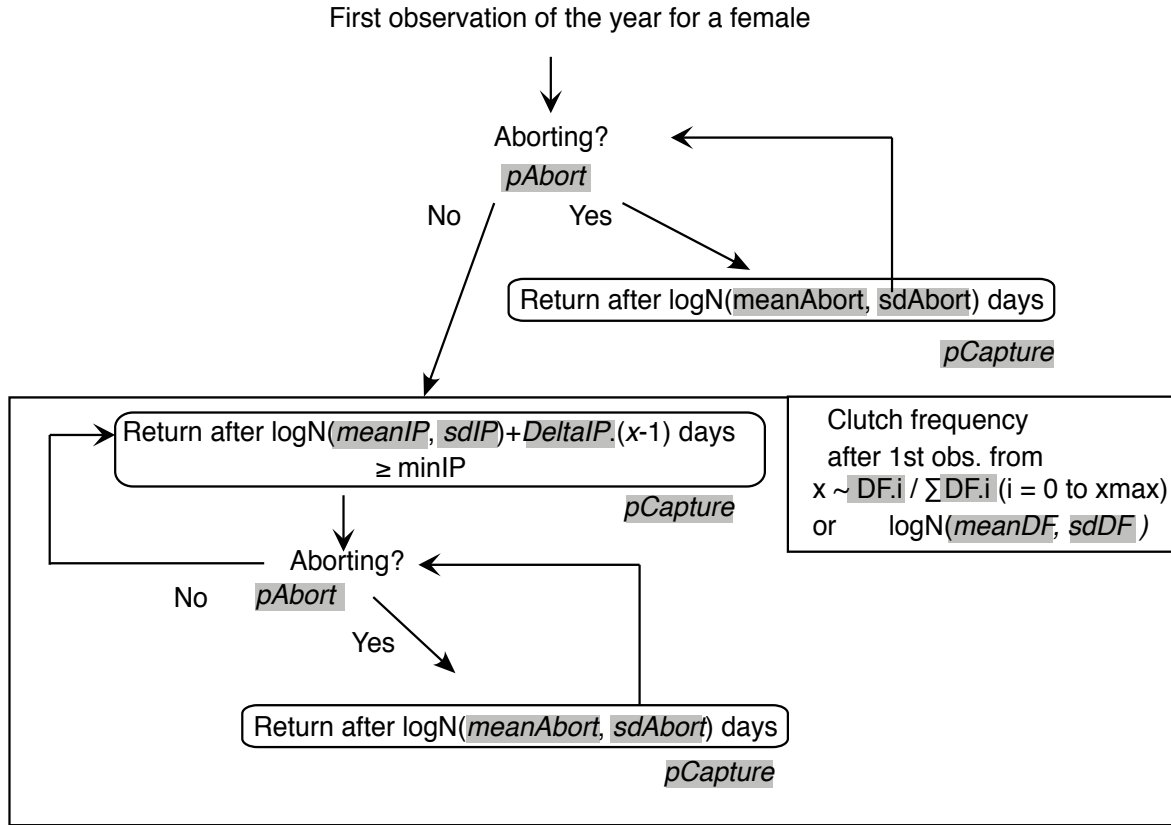 First observation of the year for a female
Aborting?
pAbort
No
Yes
Return after logN(meanAbort, sdAbort) days
pCapture
Return after logN(meanIP, sdIP)+DeltaIP.(x-1) days
≥ minIP
pCapture
Clutch frequency
after 1st obs. from
x ~ DF.i / ∑DF.i (i = 0 to xmax)
or logN(meanDF, sdDF )
Aborting?
No
pAbort
Yes
Return after logN(meanAbort, sdAbort) days
pCapture